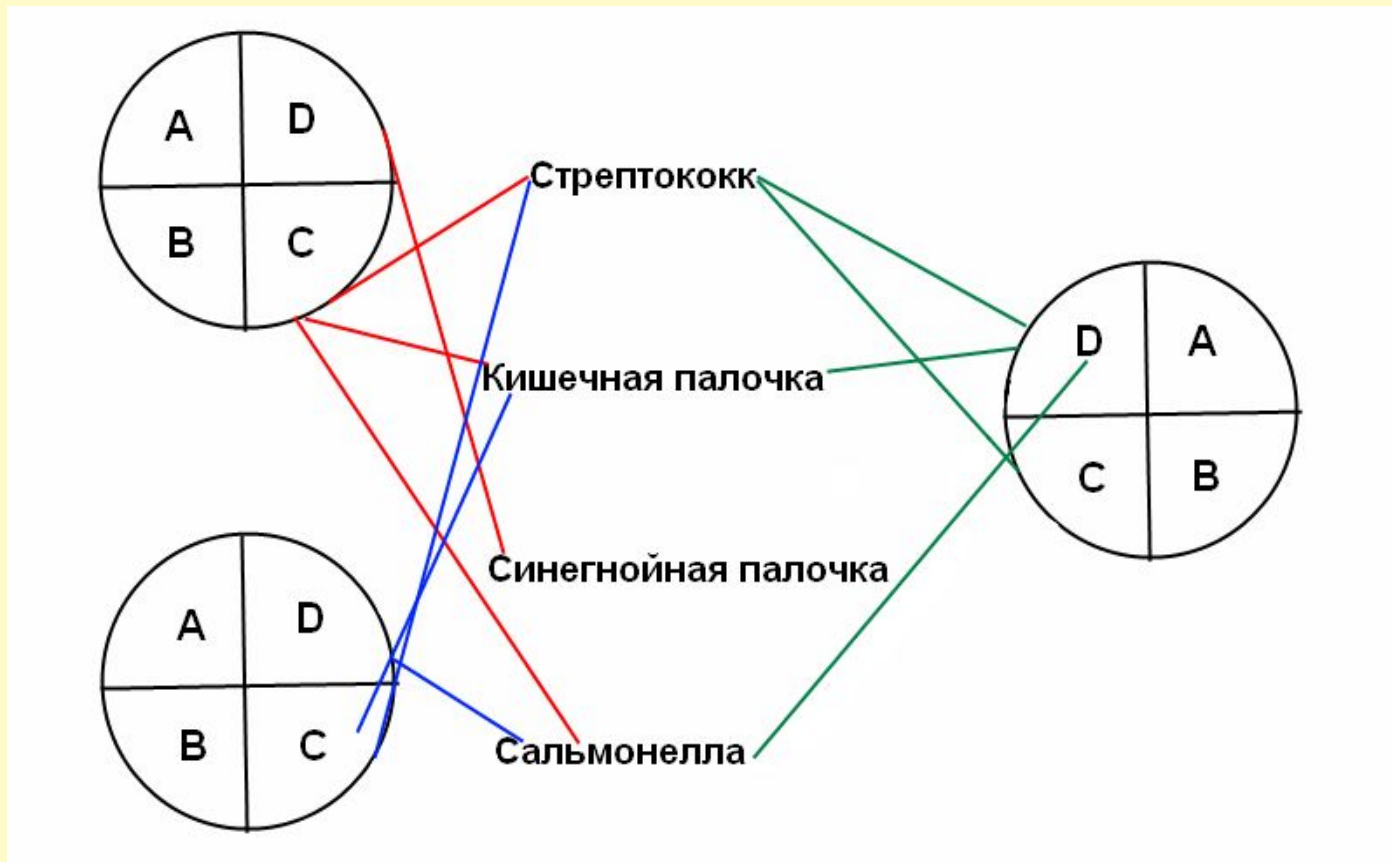 A D
B C
Стрептококк
Кишечная палочка
D A
C B
Синегнойная палочка
A D
B C
Сальмонелла